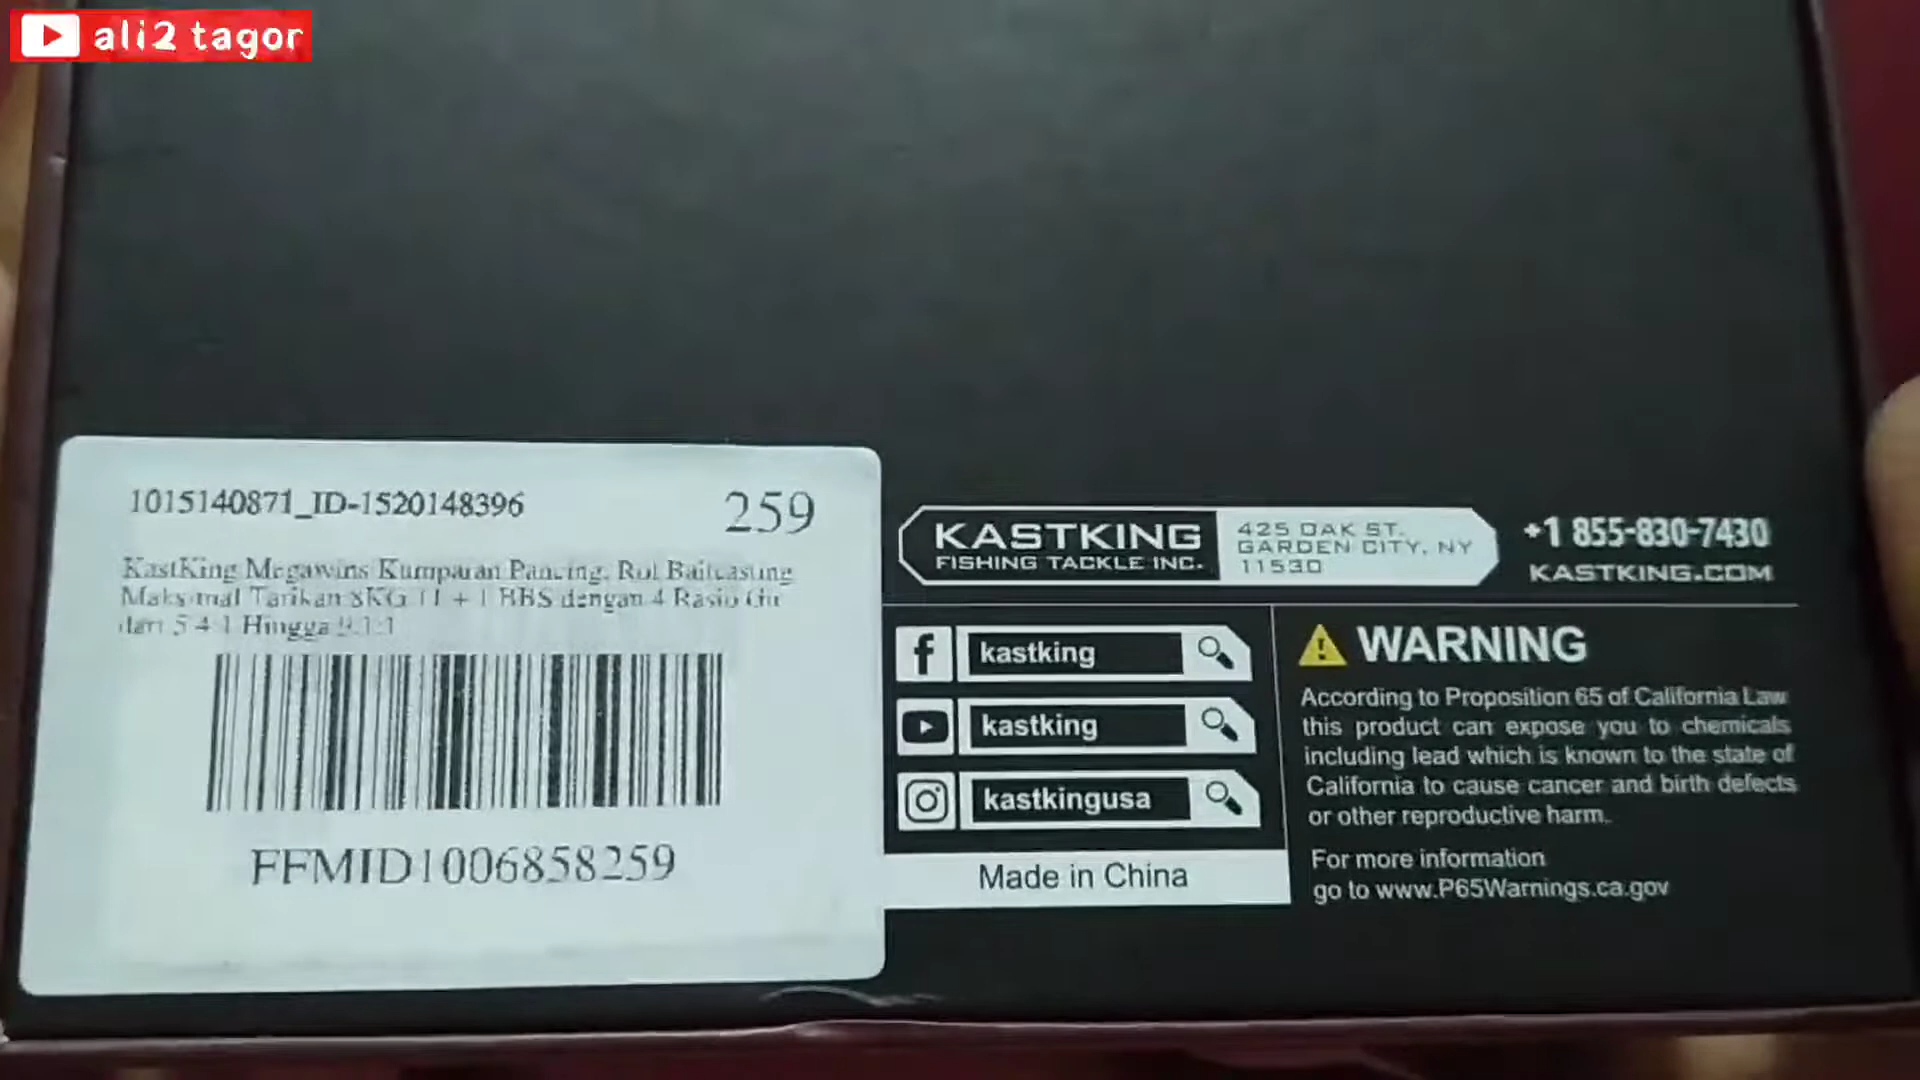 ali2 tagor
1015140871_ID-1520148396
259
KastKing Megawins Kumparan Pancing, Rol Baitcasting
Maksimal Tarikan 8KG 11 + 1 BBS dengan 4 Rasio
dari 5.4:1 Hingga
FFMID1006858259
KASTKING
FISHING TACKLE INC.
425 OAK ST.
GARDEN CITY, NY
11530
+1 855-830-7430
KASTKING.COM
kastking
kastking
kastkingusa
Made in China
WARNING
According to Proposition 65 of California Law
this product can expose you to chemicals
including lead which is known to the state of
California to cause cancer and birth defects
or other reproductive harm.
For more information
go to www.P65Warnings.ca.gov